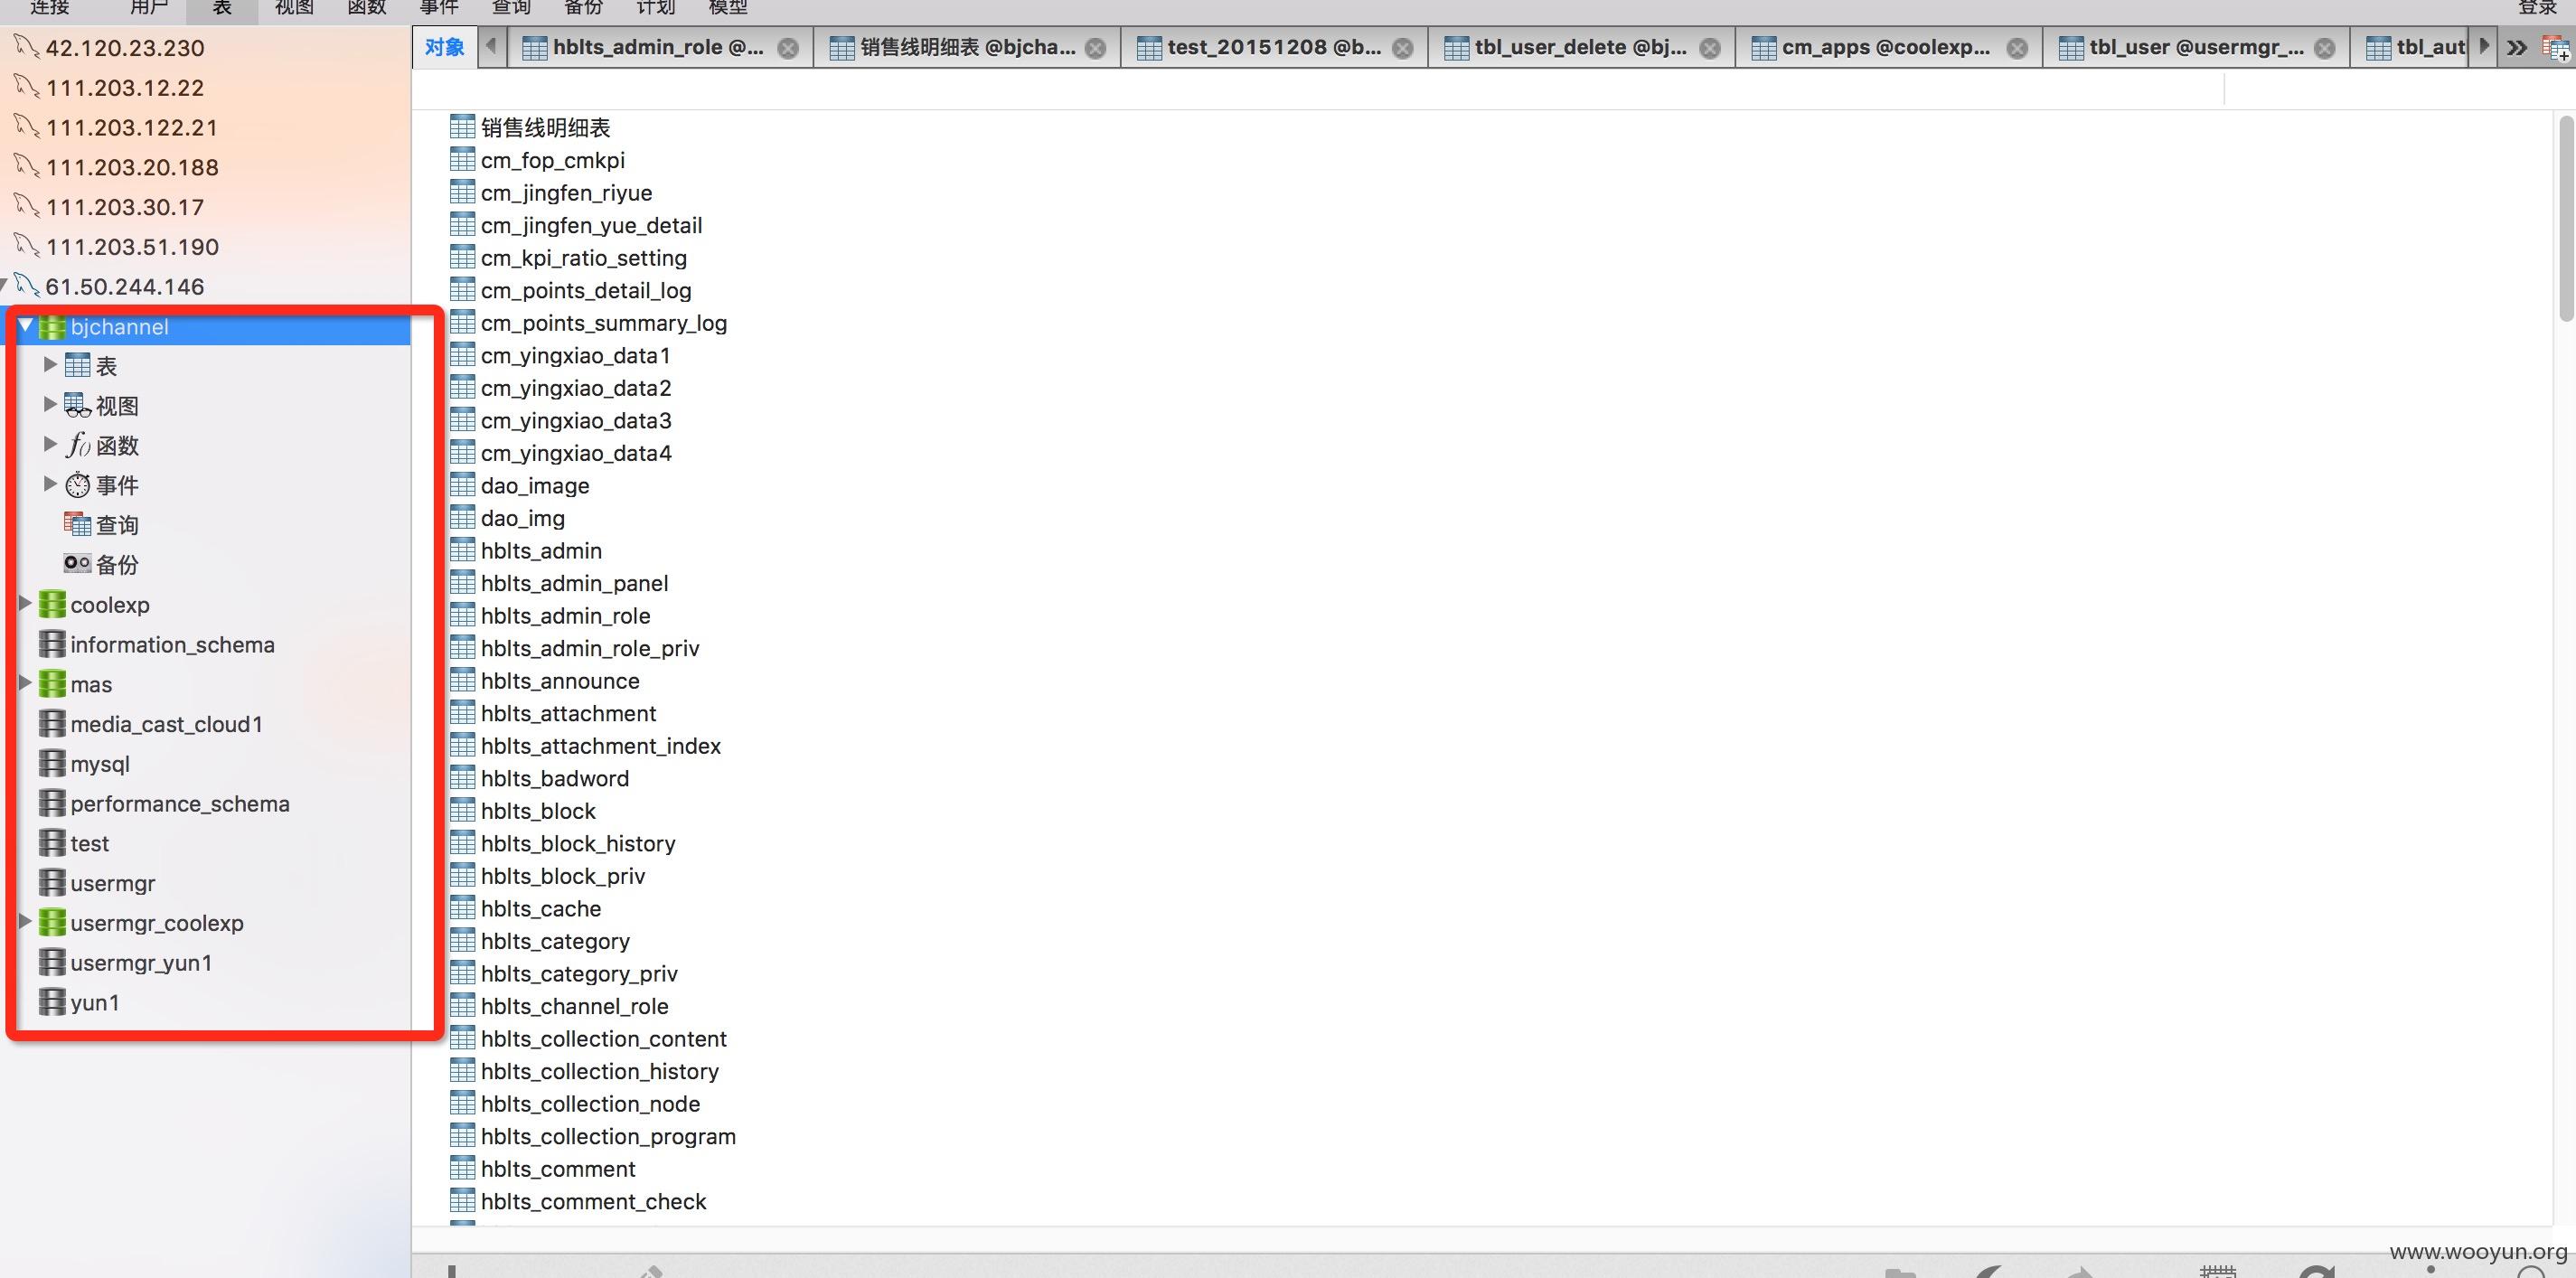 连接 用户 表 视图 函数 事件 查询 备份 计划 模型 登录
对象 hblts_admin_role @... 销售线明细表 @bjcha... test_20151208 @b... tbl_user_delete @bj... cm_apps @coolexp... tbl_user @usermgr_... tbl_aut
42.120.23.230
111.203.12.22
111.203.122.21
111.203.20.188
111.203.30.17
111.203.51.190
61.50.244.146
bjchannel
表
视图
函数
事件
查询
备份
coolexp
information_schema
mas
media_cast_cloud1
mysql
performance_schema
test
usermgr
usermgr_coolexp
usermgr_yun1
yun1
销售线明细表
cm_fop_cmkpi
cm_jingfen_riyue
cm_jingfen_yue_detail
cm_kpi_ratio_setting
cm_points_detail_log
cm_points_summary_log
cm_yingxiao_data1
cm_yingxiao_data2
cm_yingxiao_data3
cm_yingxiao_data4
dao_image
dao_img
hblts_admin
hblts_admin_panel
hblts_admin_role
hblts_admin_role_priv
hblts_announce
hblts_attachment
hblts_attachment_index
hblts_badword
hblts_block
hblts_block_history
hblts_block_priv
hblts_cache
hblts_category
hblts_category_priv
hblts_channel_role
hblts_collection_content
hblts_collection_history
hblts_collection_node
hblts_collection_program
hblts_comment
hblts_comment_check
www.wooyun.org